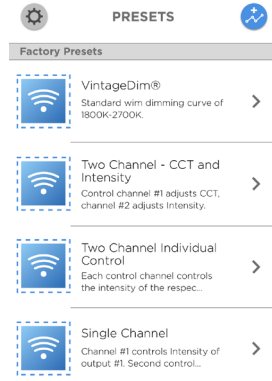 PRESETS
Factory Presets
VintageDim®
Standard wim dimming curve of
1800K-2700K.
Two Channel - CCT and
Intensity
Control channel #1 adjusts CCT,
channel #2 adjusts Intensity.
Two Channel Individual
Control
Each control channel controls
the intensity of the respec...
Single Channel
Channel #1 controls Intensity of
output #1. Second control...